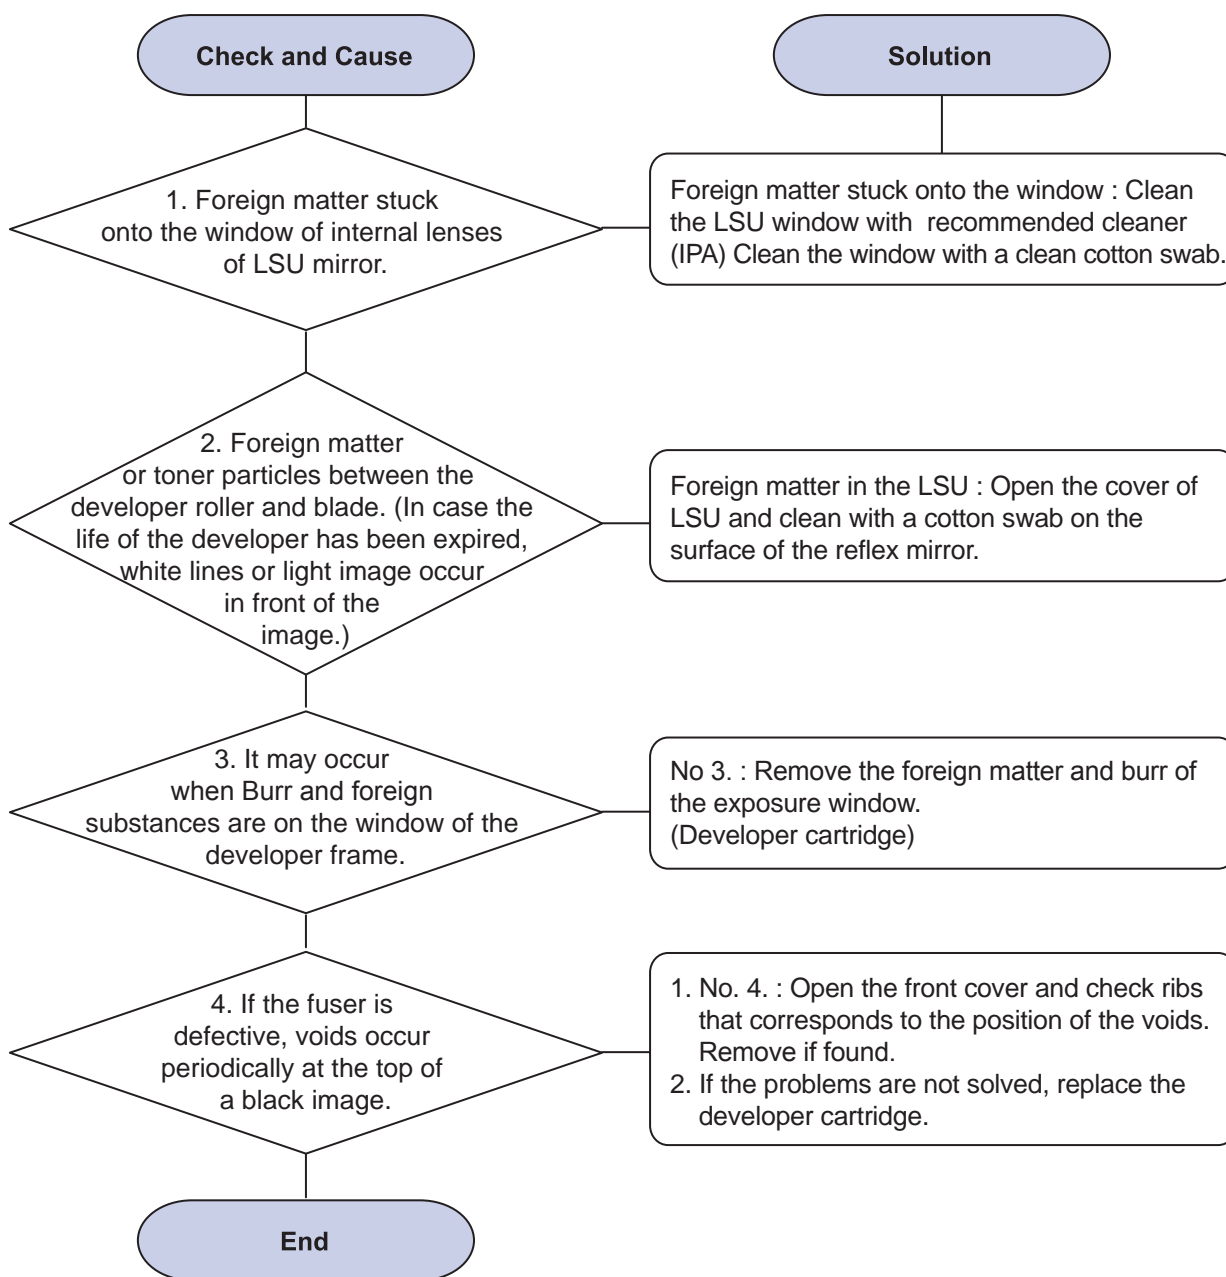 Check and Cause
Solution
1. Foreign matter stuck
onto the window of internal lenses
of LSU mirror.
Foreign matter stuck onto the window : Clean
the LSU window with  recommended cleaner
(IPA) Clean the window with a clean cotton swab.
2. Foreign matter
or toner particles between the
developer roller and blade. (In case the
life of the developer has been expired,
white lines or light image occur
in front of the
image.)
Foreign matter in the LSU : Open the cover of
LSU and clean with a cotton swab on the
surface of the reflex mirror.
3. It may occur
when Burr and foreign
substances are on the window of the
developer frame.
No 3. : Remove the foreign matter and burr of
the exposure window.
(Developer cartridge)
4. If the fuser is
defective, voids occur
periodically at the top of
a black image.
1. No. 4. : Open the front cover and check ribs
that corresponds to the position of the voids.
Remove if found.
2. If the problems are not solved, replace the
developer cartridge.
End